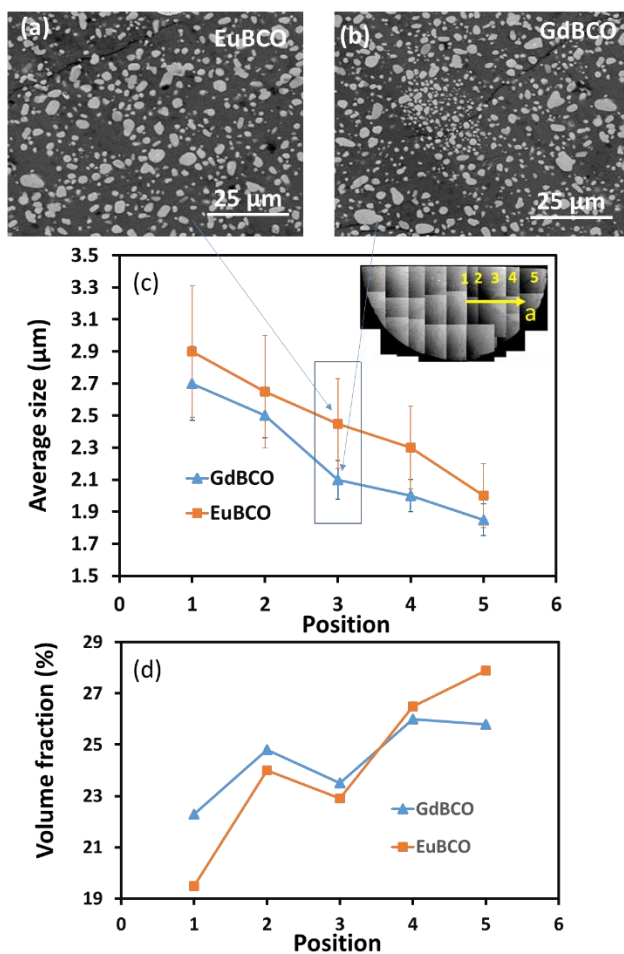 (a)
EuBCO
25 µm
(b)
GdBCO
25 µm
(c)
1 2 3 4 5
a
Average size (µm)
3.5
3.3
3.1
2.9
2.7
2.5
2.3
2.1
1.9
1.7
1.5
GdBCO
EuBCO
0 1 2 3 4 5 6
Position
(d)
Volume fraction (%)
29
27
25
23
21
19
GdBCO
EuBCO
0 1 2 3 4 5 6
Position